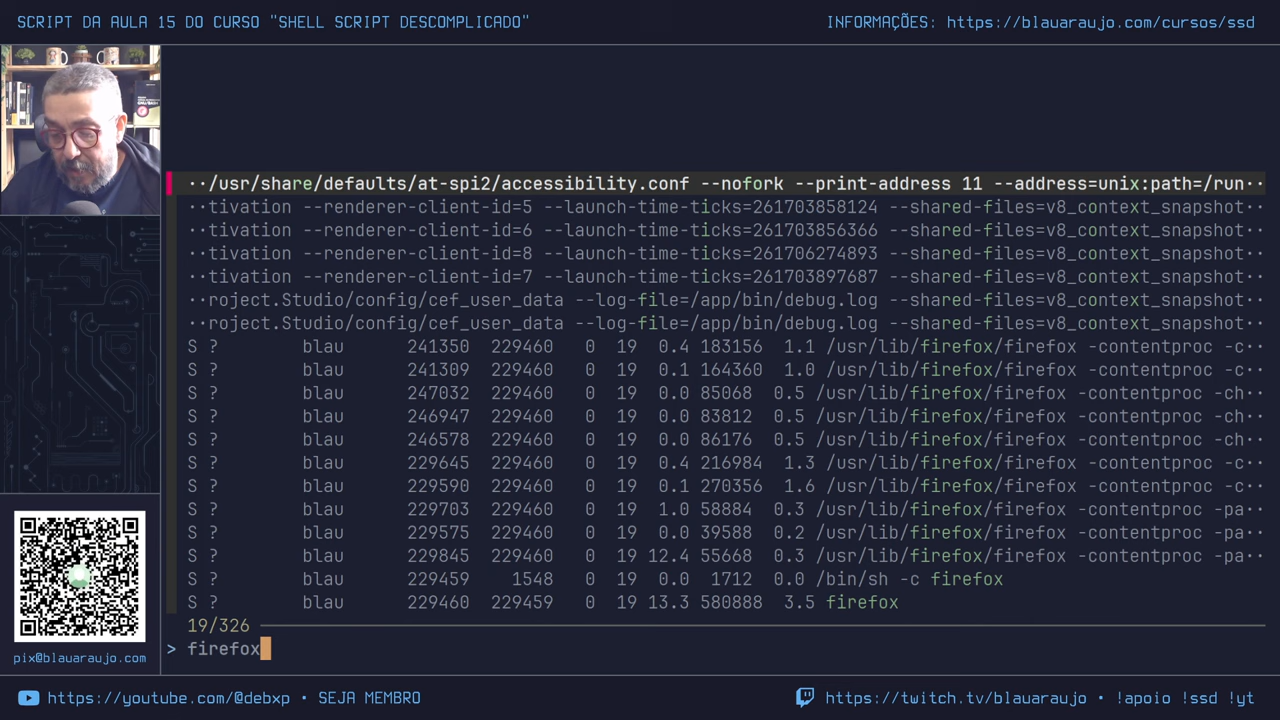 SCRIPT DA AULA 15 DO CURSO "SHELL SCRIPT DESCOMPLICADO"
INFORMAÇÕES: https://blauaraujo.com/cursos/ssd
··/usr/share/defaults/at-spi2/accessibility.conf --nofork --print-address 11 --address=unix:path=/run··
··tivation --renderer-client-id=5 --launch-time-ticks=261703858124 --shared-files=v8_context_snapshot··
··tivation --renderer-client-id=6 --launch-time-ticks=261703856366 --shared-files=v8_context_snapshot··
··tivation --renderer-client-id=8 --launch-time-ticks=261706274893 --shared-files=v8_context_snapshot··
··tivation --renderer-client-id=7 --launch-time-ticks=261703897687 --shared-files=v8_context_snapshot··
··roject.Studio/config/cef_user_data --log-file=/app/bin/debug.log --shared-files=v8_context_snapshot··
··roject.Studio/config/cef_user_data --log-file=/app/bin/debug.log --shared-files=v8_context_snapshot··
S ? blau 241350 229460 0 19 0.4 183156 1.1 /usr/lib/firefox/firefox -contentproc -c··
S ? blau 241309 229460 0 19 0.1 164360 1.0 /usr/lib/firefox/firefox -contentproc -c··
S ? blau 247032 229460 0 19 0.0 85068 0.5 /usr/lib/firefox/firefox -contentproc -ch··
S ? blau 246947 229460 0 19 0.0 83812 0.5 /usr/lib/firefox/firefox -contentproc -ch··
S ? blau 246578 229460 0 19 0.0 86176 0.5 /usr/lib/firefox/firefox -contentproc -ch··
S ? blau 229645 229460 0 19 0.4 216984 1.3 /usr/lib/firefox/firefox -contentproc -c··
S ? blau 229590 229460 0 19 0.1 270356 1.6 /usr/lib/firefox/firefox -contentproc -c··
S ? blau 229703 229460 0 19 1.0 58884 0.3 /usr/lib/firefox/firefox -contentproc -pa··
S ? blau 229575 229460 0 19 0.0 39588 0.2 /usr/lib/firefox/firefox -contentproc -pa··
S ? blau 229845 229460 0 19 12.4 55668 0.3 /usr/lib/firefox/firefox -contentproc -pa··
S ? blau 229459 1548 0 19 0.0 1712 0.0 /bin/sh -c firefox
S ? blau 229460 229459 0 19 13.3 580888 3.5 firefox
19/326
> firefox
pix@blauaraujo.com
https://youtube.com/@debxp • SEJA MEMBRO
https://twitch.tv/blauaraujo • !apoio !ssd !yt